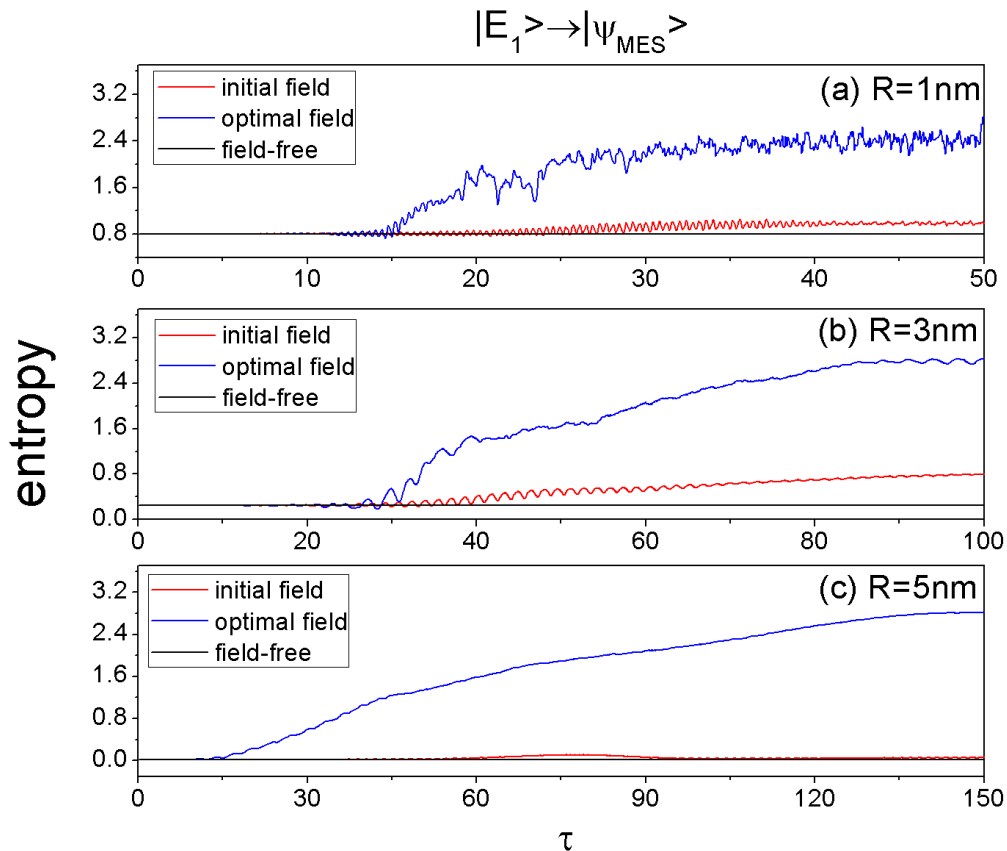 |E₁>→|ψ_MES>
(a) R=1nm
initial field
optimal field
field-free
3.2
2.4
1.6
0.8
0 10 20 30 40 50
(b) R=3nm
initial field
optimal field
field-free
3.2
2.4
1.6
0.8
0.0
0 20 40 60 80 100
(c) R=5nm
initial field
optimal field
field-free
3.2
2.4
1.6
0.8
0.0
0 30 60 90 120 150
entropy
τ